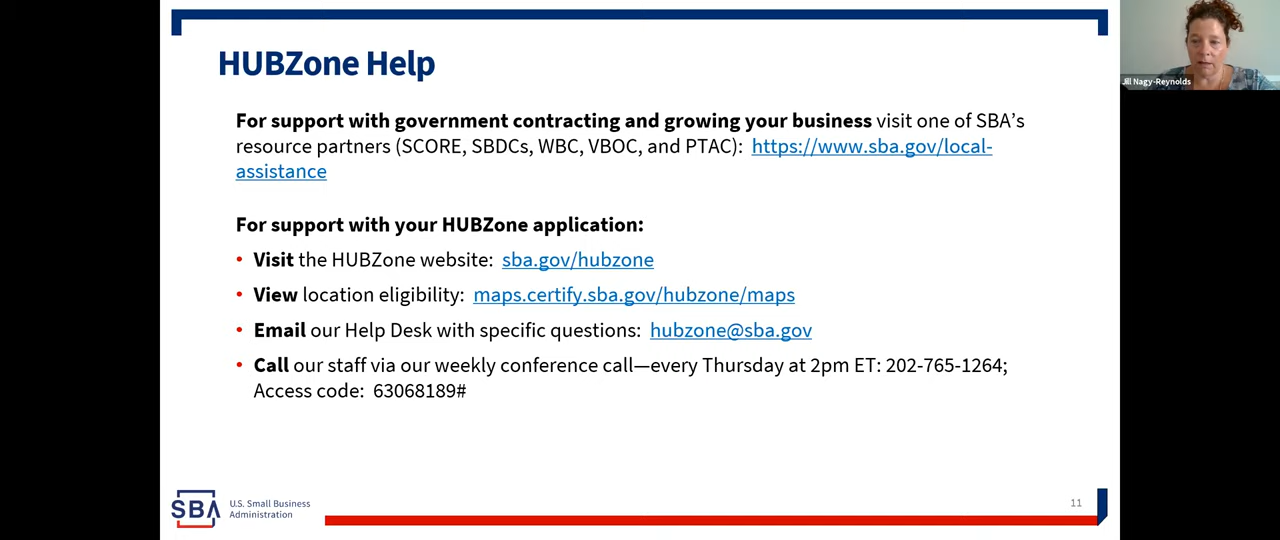 HUBZone Help
For support with government contracting and growing your business visit one of SBA's
resource partners (SCORE, SBDCs, WBC, VBOC, and PTAC): https://www.sba.gov/local-
assistance
For support with your HUBZone application:
• Visit the HUBZone website: sba.gov/hubzone
• View location eligibility: maps.certify.sba.gov/hubzone/maps
• Email our Help Desk with specific questions: hubzone@sba.gov
• Call our staff via our weekly conference call—every Thursday at 2pm ET: 202-765-1264;
Access code: 63068189#
SBA
U.S. Small Business
Administration
11
Jill Nagy-Reynolds